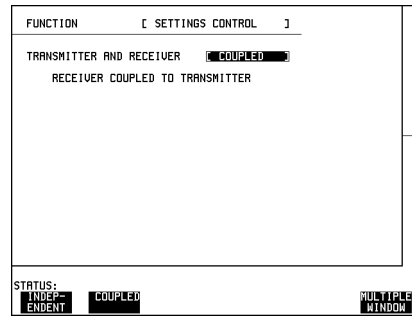 FUNCTION [ SETTINGS CONTROL ]
TRANSMITTER AND RECEIVER [ COUPLED ]
RECEIVER COUPLED TO TRANSMITTER
STATUS:
INDEP-
ENDENT
COUPLED
MULTIPLE
WINDOW